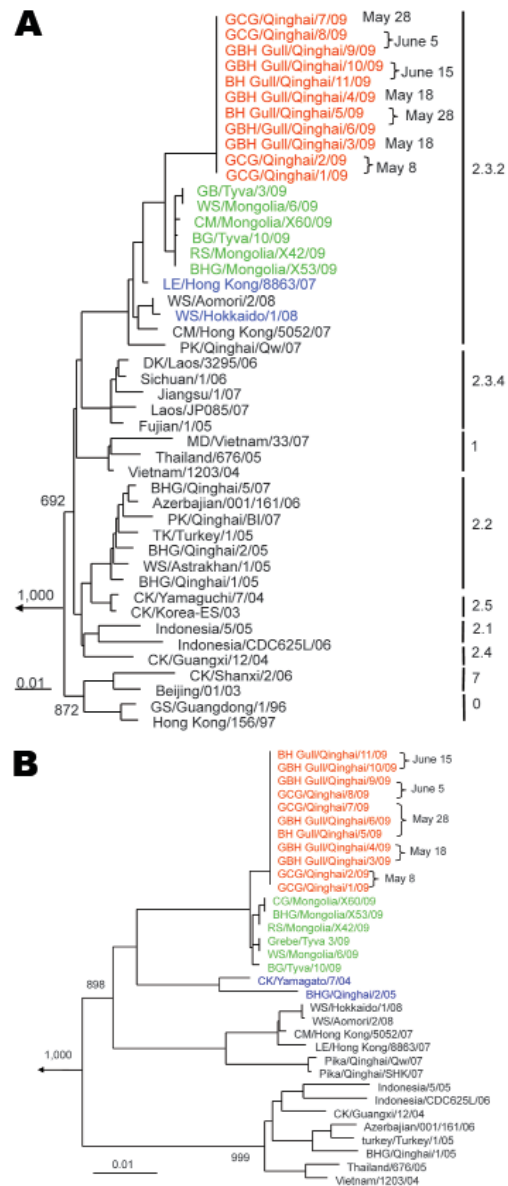 A
GCG/Qinghai/7/09 May 28
GCG/Qinghai/8/09
GBH Gull/Qinghai/9/09 June 5
GBH Gull/Qinghai/10/09
BH Gull/Qinghai/11/09 June 15
GBH Gull/Qinghai/4/09 May 18
BH Gull/Qinghai/5/09
GBH/Gull/Qinghai/6/09 May 28
GBH Gull/Qinghai/3/09 May 18
GCG/Qinghai/2/09
GCG/Qinghai/1/09 May 8
2.3.2
GB/Tyva/3/09
WS/Mongolia/6/09
CM/Mongolia/X60/09
BG/Tyva/10/09
RS/Mongolia/X42/09
BHG/Mongolia/X53/09
LE/Hong Kong/8863/07
WS/Aomori/2/08
WS/Hokkaido/1/08
CM/Hong Kong/5052/07
PK/Qinghai/Qw/07
DK/Laos/3295/06
Sichuan/1/06
2.3.4
Jiangsu/1/07
Laos/JP085/07
Fujian/1/05
MD/Vietnam/33/07
1
Thailand/676/05
Vietnam/1203/04
BHG/Qinghai/5/07
692
Azerbaijan/001/161/06
PK/Qinghai/BI/07
2.2
TK/Turkey/1/05
BHG/Qinghai/2/05
WS/Astrakhan/1/05
BHG/Qinghai/1/05
1,000
CK/Yamaguchi/7/04
2.5
CK/Korea-ES/03
Indonesia/5/05
2.1
Indonesia/CDC625L/06
2.4
CK/Guangxi/12/04
CK/Shanxi/2/06
7
0.01
Beijing/01/03
872
GS/Guangdong/1/96
0
Hong Kong/156/97
B
BH Gull/Qinghai/11/09
GBH Gull/Qinghai/10/09 June 15
GBH Gull/Qinghai/9/09
GCG/Qinghai/8/09 June 5
GCG/Qinghai/7/09
GBH Gull/Qinghai/6/09 May 28
BH Gull/Qinghai/5/09
GBH Gull/Qinghai/4/09
GBH Gull/Qinghai/3/09 May 18
GCG/Qinghai/2/09
GCG/Qinghai/1/09 May 8
CG/Mongolia/X60/09
BHG/Mongolia/X53/09
RS/Mongolia/X42/09
Grebe/Tyva 3/09
WS/Mongolia/6/09
BG/Tyva/10/09
CK/Yamagato/7/04
898
BHG/Qinghai/2/05
WS/Hokkaido/1/08
WS/Aomori/2/08
CM/Hong Kong/5052/07
LE/Hong Kong/8863/07
1,000
Pika/Qinghai/Qw/07
Pika/Qinghai/SHK/07
Indonesia/5/05
Indonesia/CDC625L/06
CK/Guangxi/12/04
Azerbaijan/001/161/06
turkey/Turkey/1/05
999
BHG/Qinghai/1/05
0.01
Thailand/676/05
Vietnam/1203/04